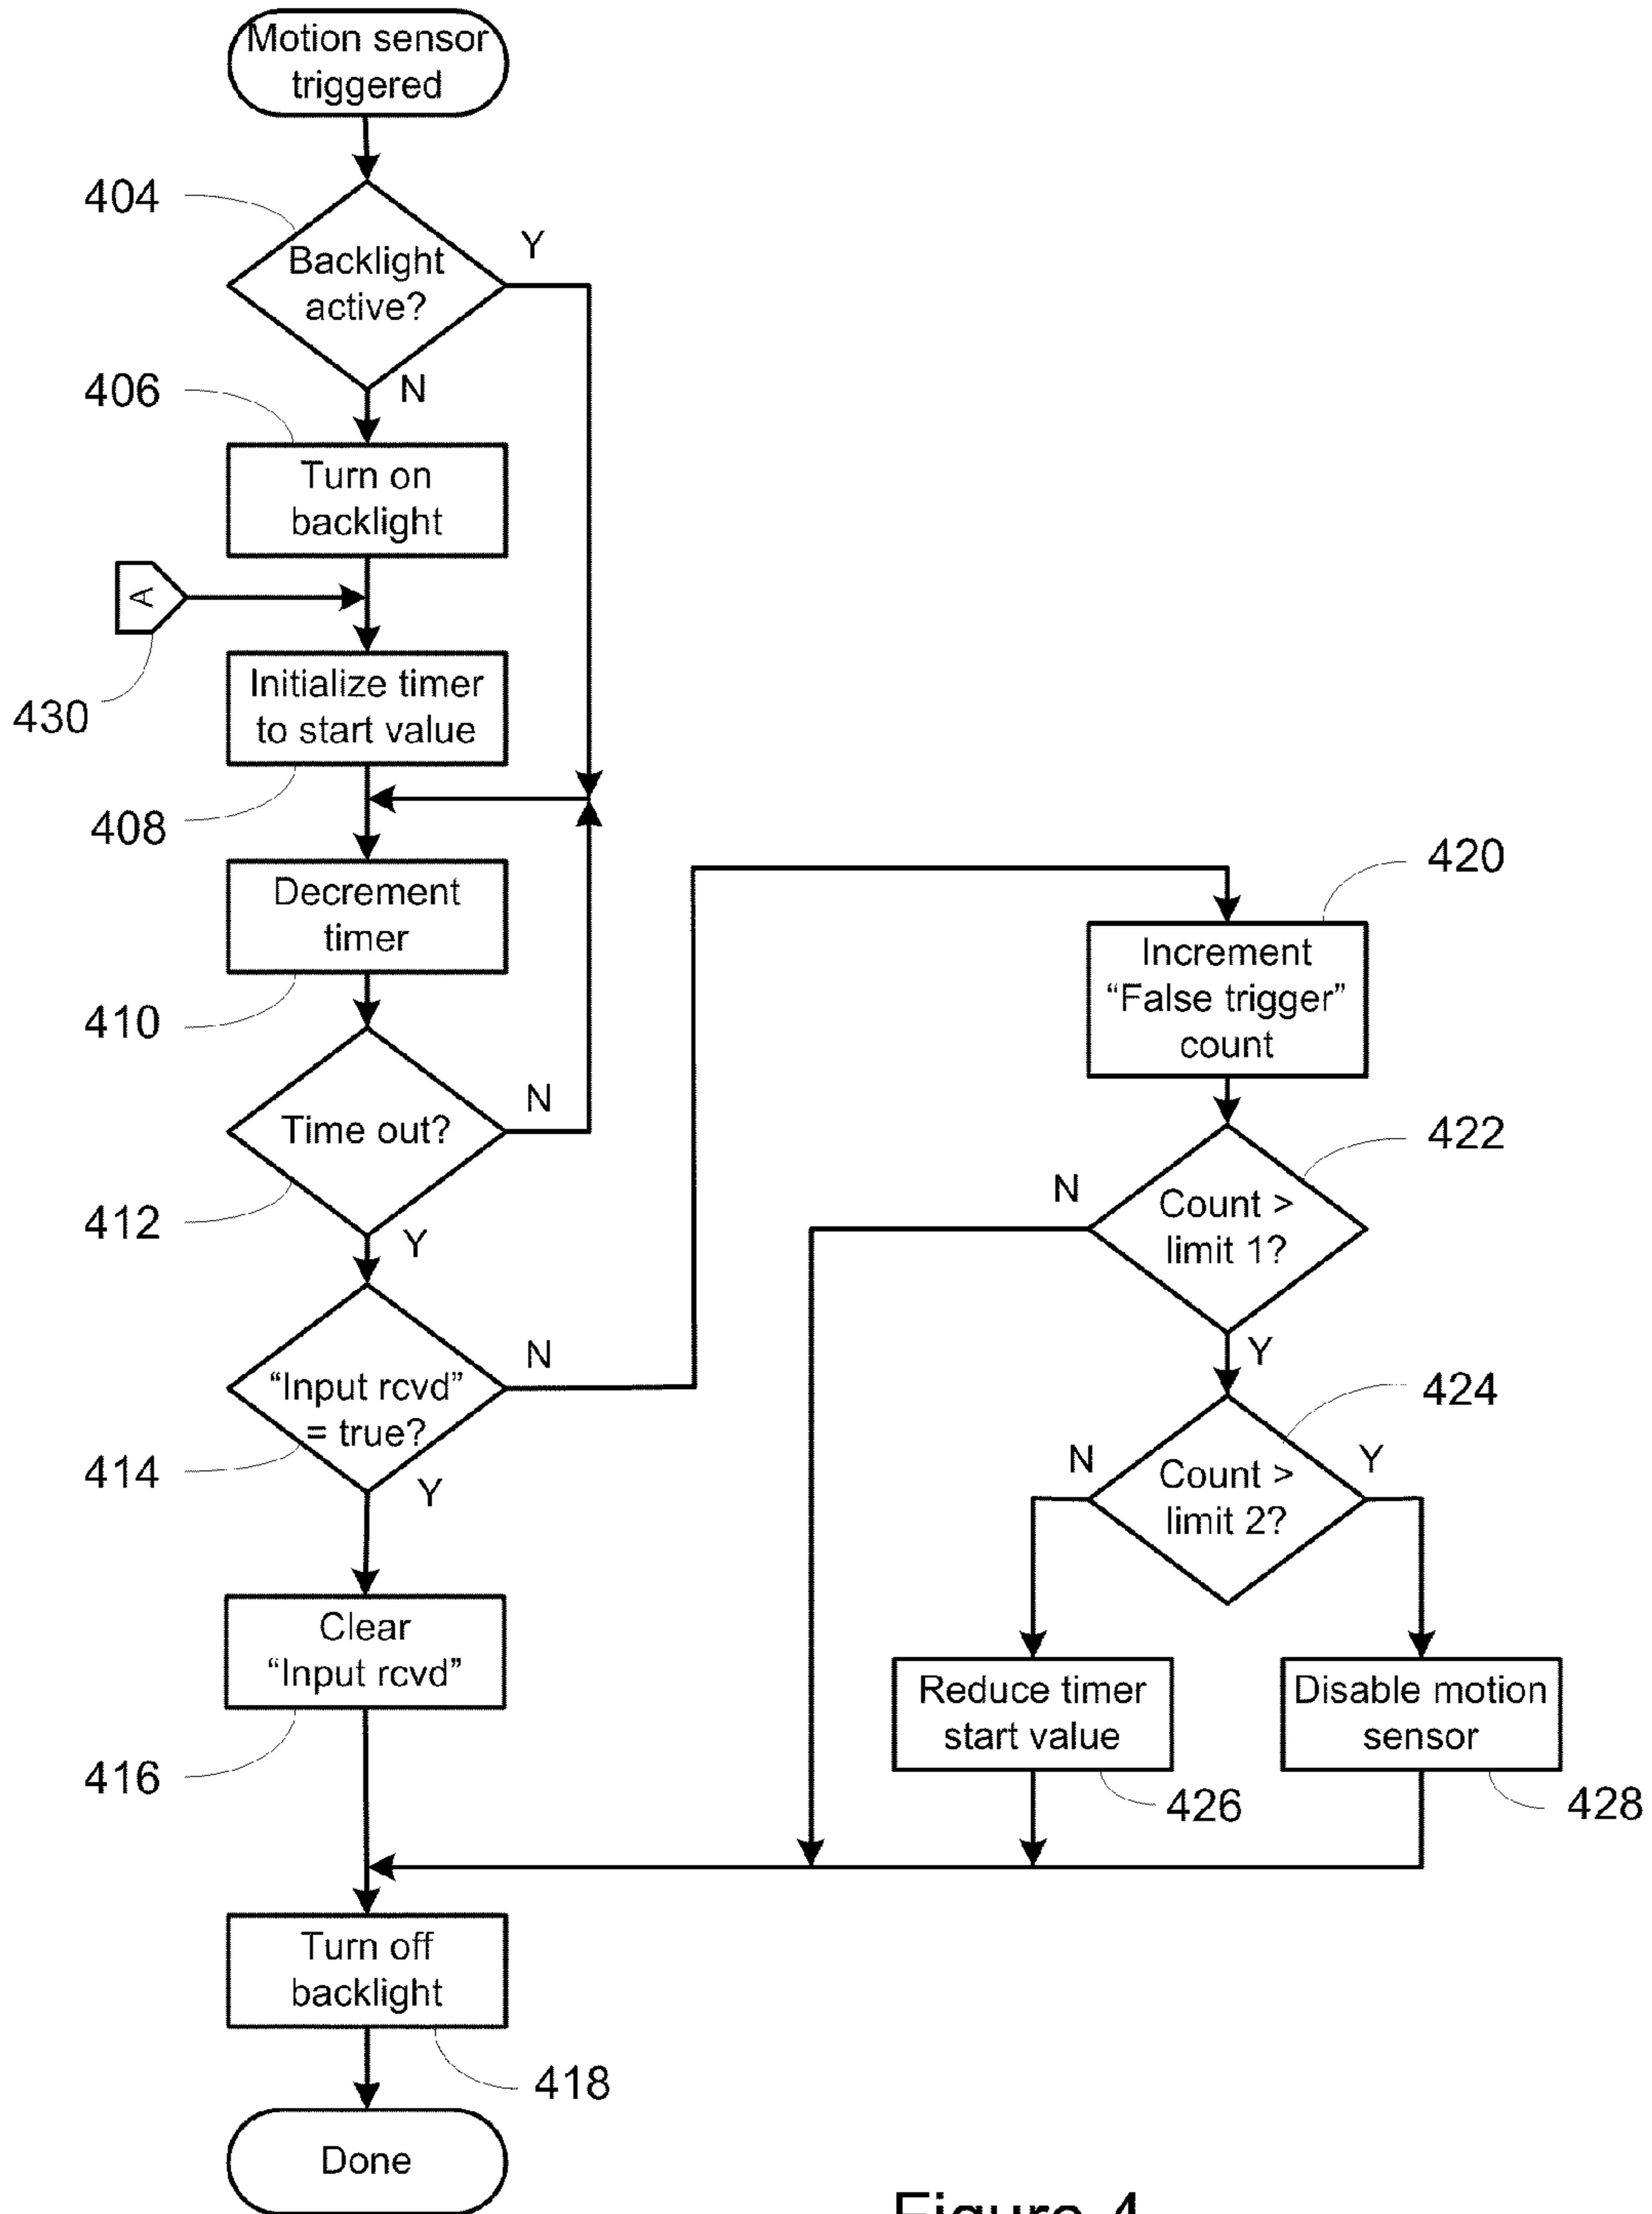 Motion sensor
triggered
404
Backlight
active?
Y
N
406
Turn on
backlight
A
430
Initialize timer
to start value
408
Decrement
timer
410
Time out?
N
412
Y
"Input rcvd"
= true?
N
414
Y
Clear
"Input rcvd"
416
Turn off
backlight
418
Done
420
Increment
“False trigger”
count
422
N
Count >
limit 1?
Y
424
N
Count >
limit 2?
Y
Reduce timer
start value
426
Disable motion
sensor
428
Figure 4